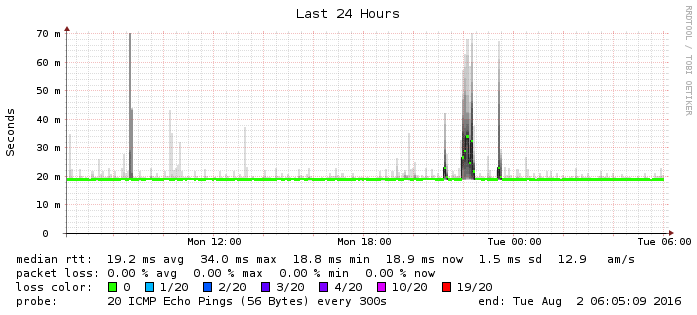 Last 24 Hours
RRDTOOL / TOBI OETIKER
Seconds
70 m
60 m
50 m
40 m
30 m
20 m
10 m
0
Mon 12:00 Mon 18:00 Tue 00:00 Tue 06:00
median rtt: 19.2 ms avg 34.0 ms max 18.8 ms min 18.9 ms now 1.5 ms sd 12.9 am/s
packet loss: 0.00 % avg 0.00 % max 0.00 % min 0.00 % now
loss color: 0 1/20 2/20 3/20 4/20 10/20 19/20
probe: 20 ICMP Echo Pings (56 Bytes) every 300s end: Tue Aug 2 06:05:09 2016